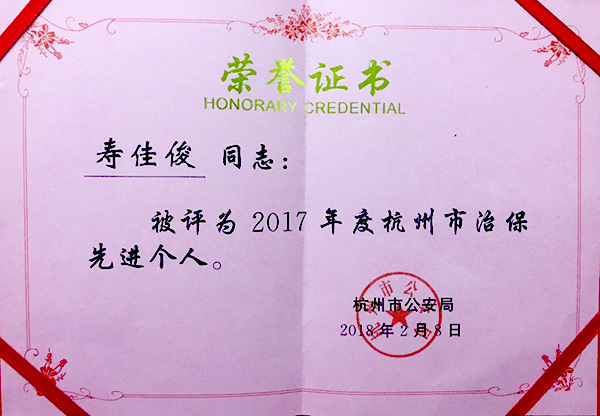 荣誉证书
HONORARY CREDENTIAL
寿佳俊 同志：
被评为 2017 年度杭州市治保
先进个人。
杭州市公安局
2018 年 2 月 8 日